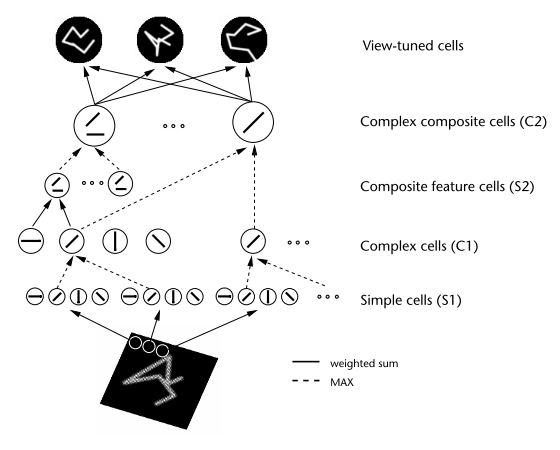 View-tuned cells
Complex composite cells (C2)
Composite feature cells (S2)
Complex cells (C1)
Simple cells (S1)
weighted sum
MAX